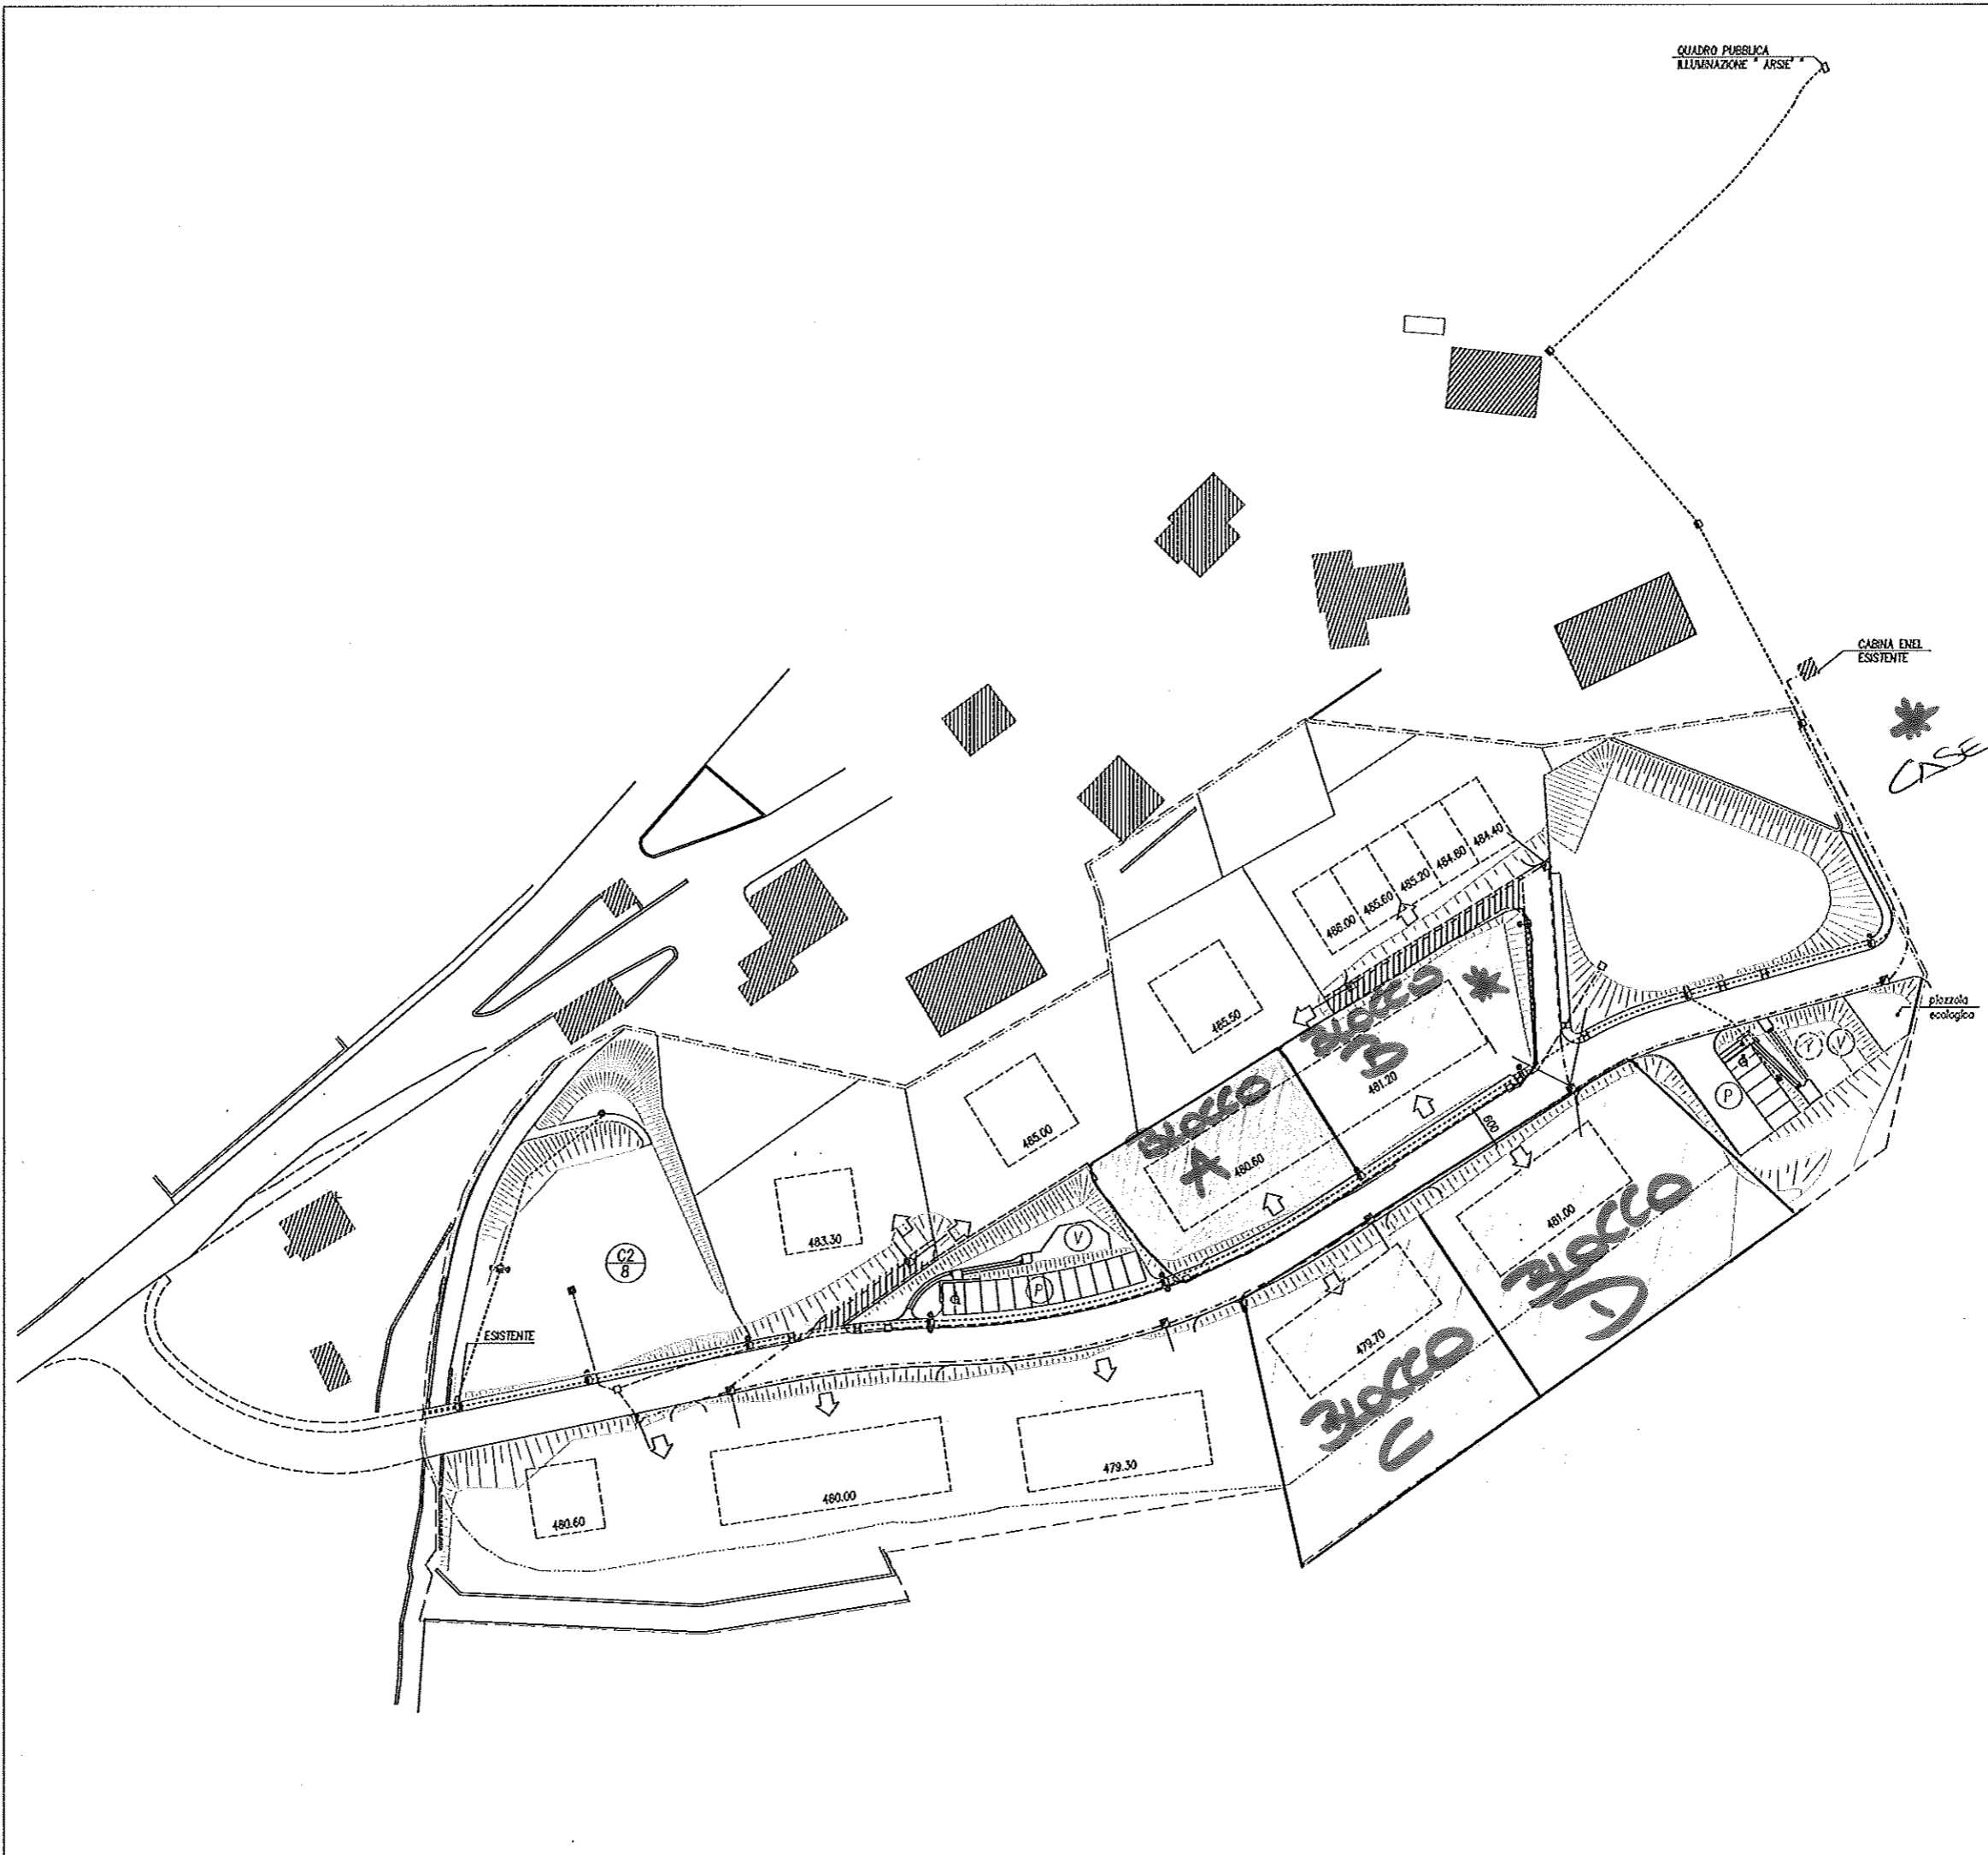 QUADRO PUBBLICA
ILLUMINAZIONE " ARSIE' "
CABINA ENEL
ESISTENTE
CASE
484.40
484.80
485.20
485.60
486.00
485.50
BLOCCO
B
481.20
piazzola
ecologica
P
V
BLOCCO
A
480.60
600
485.00
483.30
V
P
C2
8
481.00
BLOCCO
D
479.70
BLOCCO
C
ESISTENTE
479.30
480.00
480.60